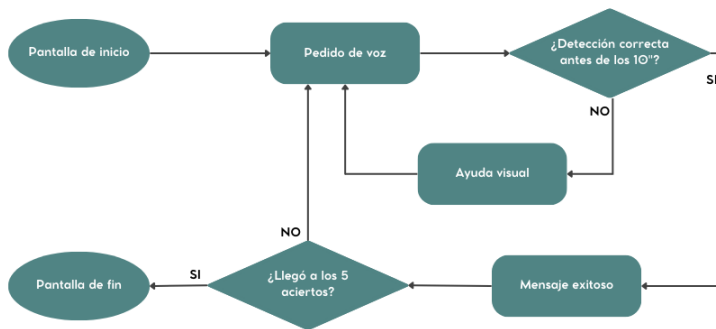 Pantalla de inicio
Pedido de voz
¿Detección correcta
antes de los 10"?
SI
NO
Ayuda visual
NO
Pantalla de fin
SI
¿Llegó a los 5
aciertos?
Mensaje exitoso